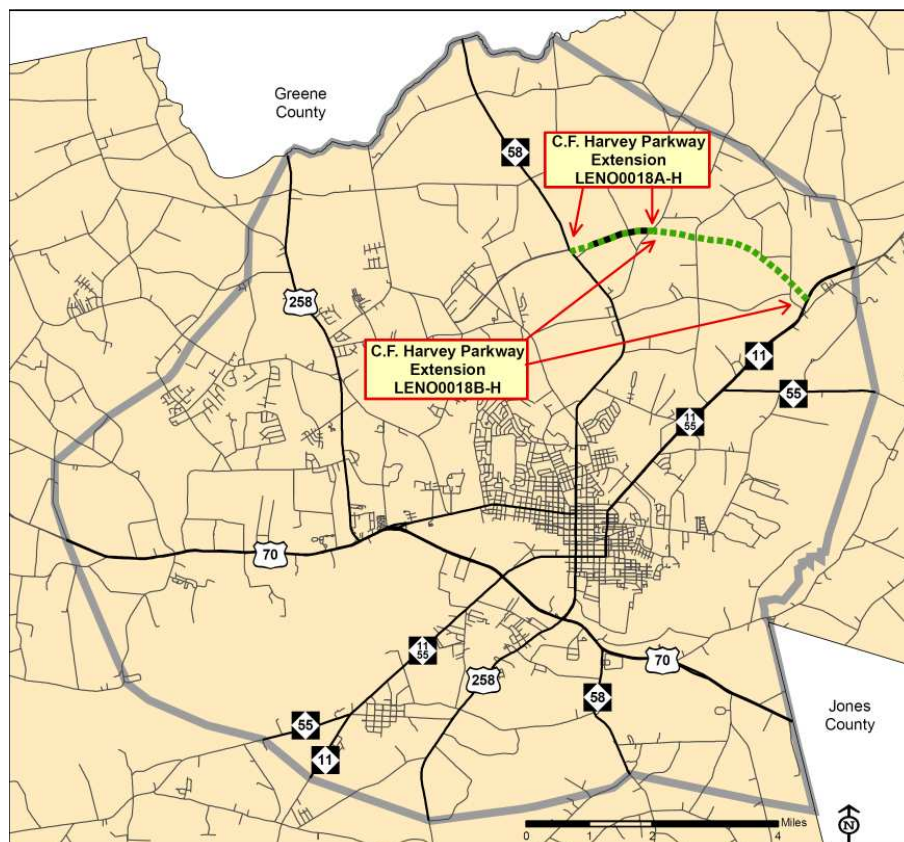 Greene
County
58
C.F. Harvey Parkway
Extension
LENO0018A-H
258
C.F. Harvey Parkway
Extension
LENO0018B-H
11
55
11
55
70
11
55
258
70
58
55
11
Jones
County
0
1
2
4
Miles
N